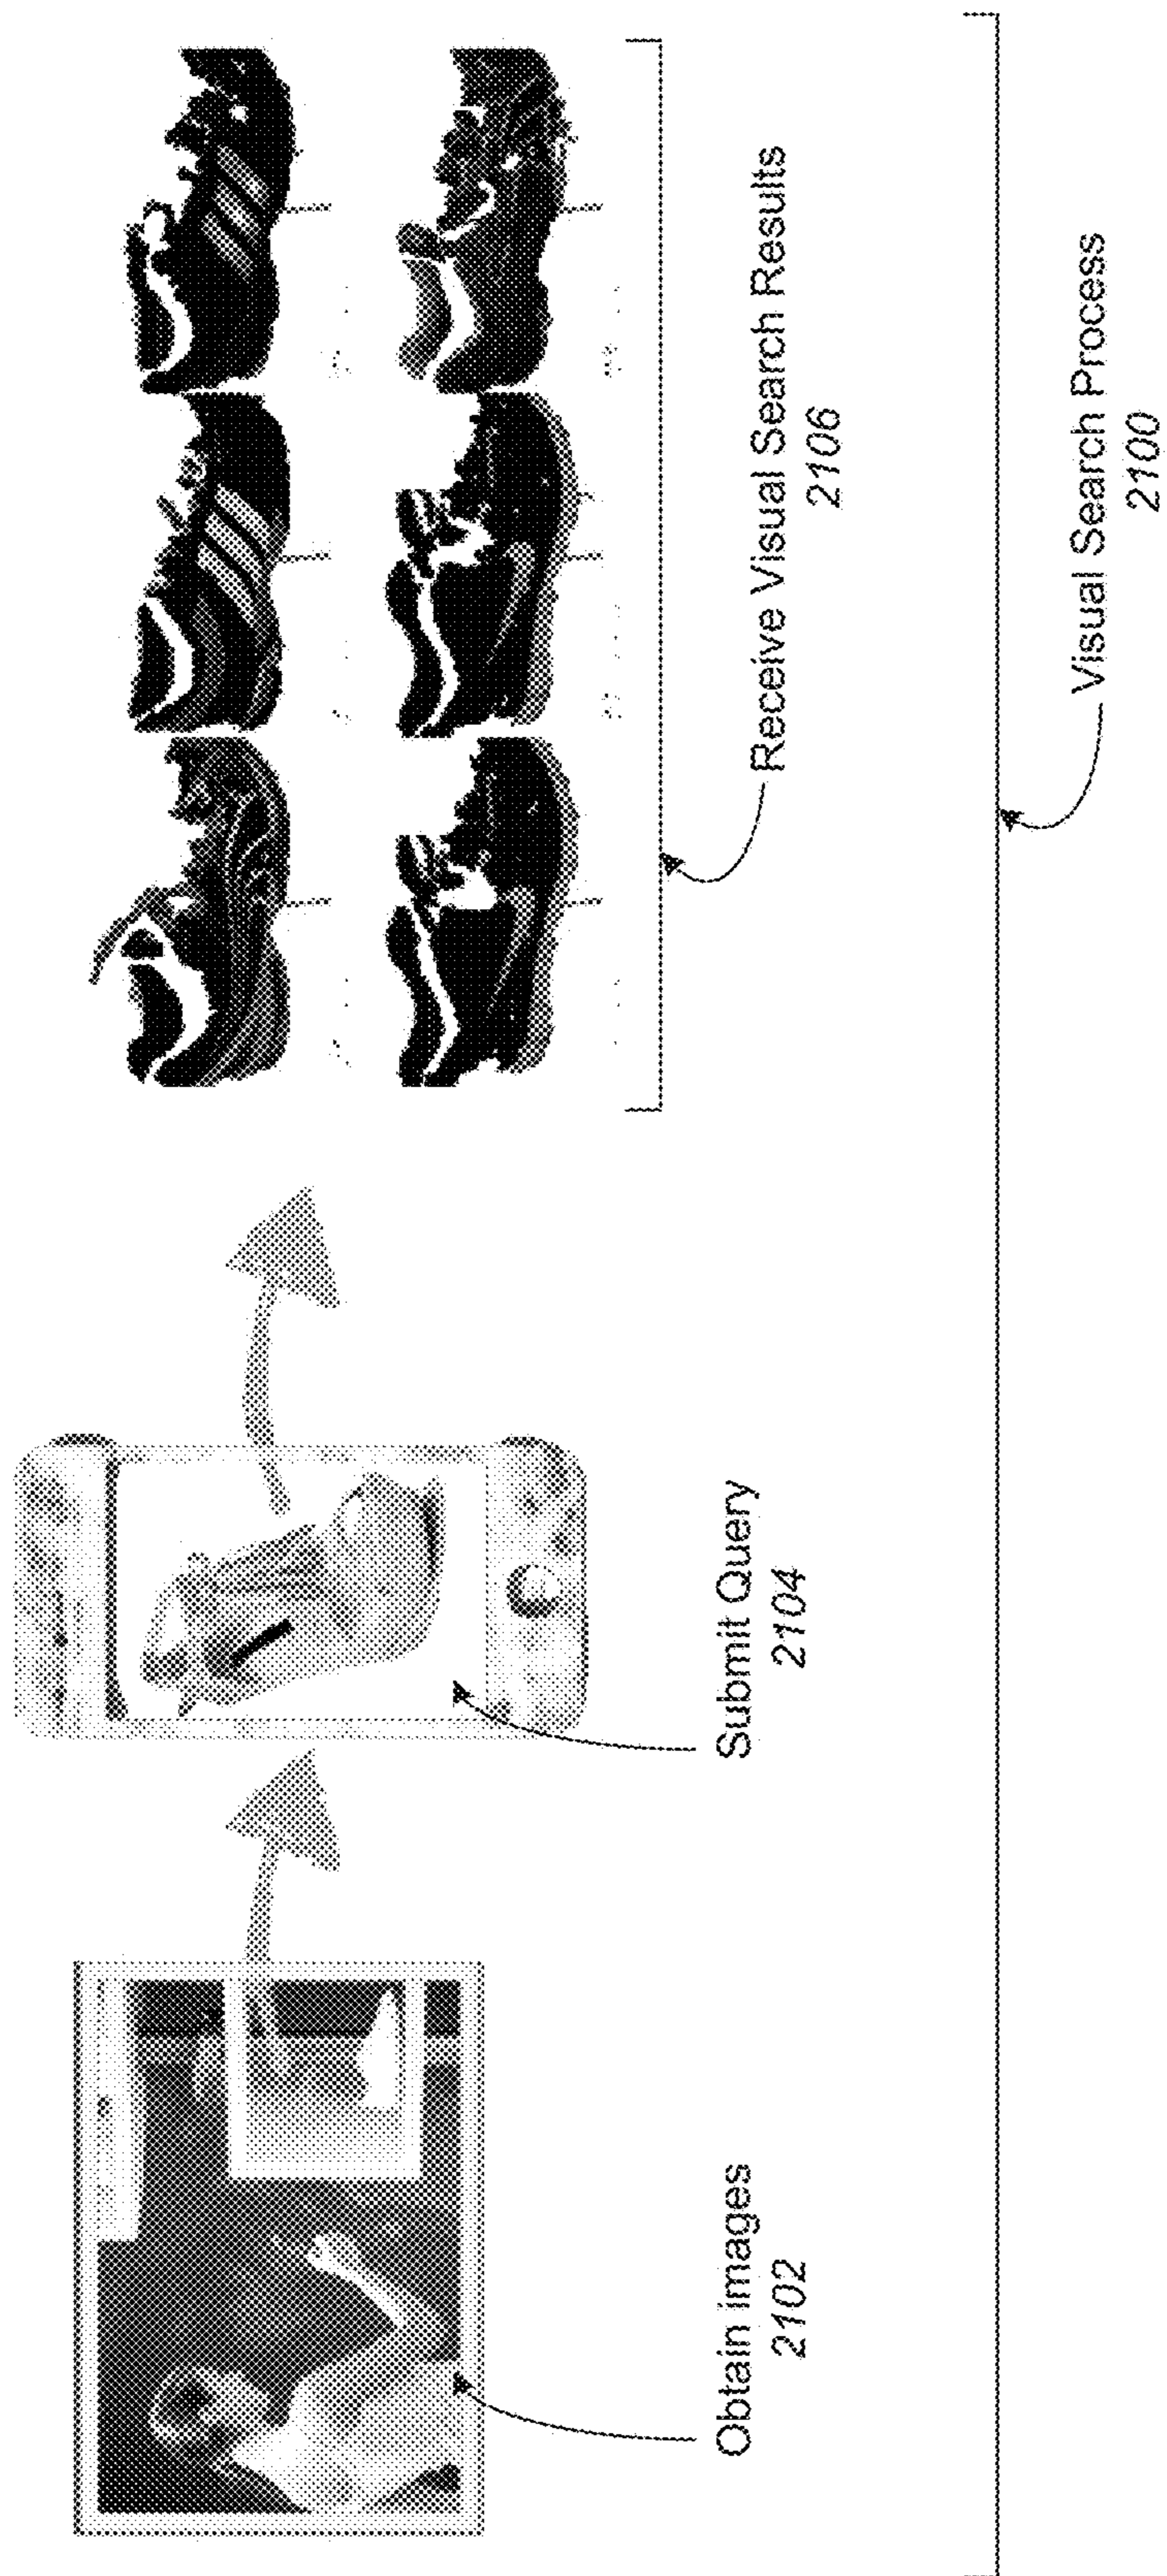 Obtain images
2102
Submit Query
2104
Receive Visual Search Results
2106
Visual Search Process
2100